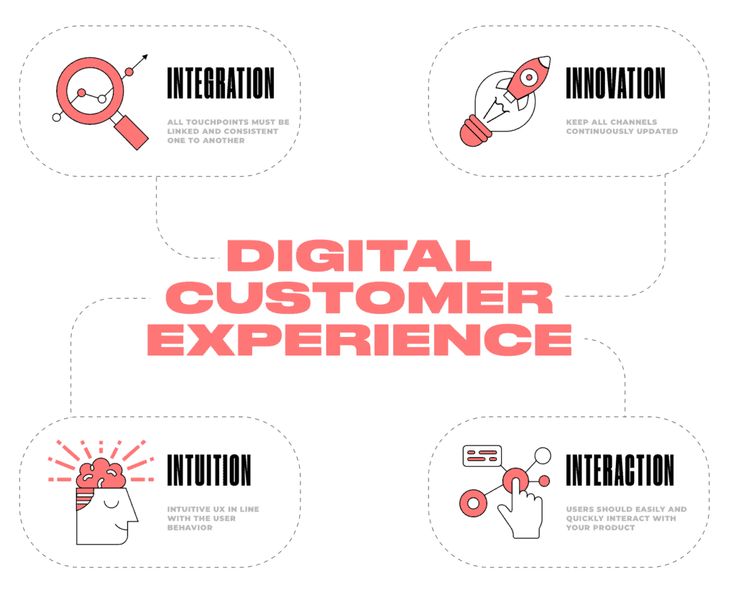 INTEGRATION
ALL TOUCHPOINTS MUST BE
LINKED AND CONSISTENT
ONE TO ANOTHER
INNOVATION
KEEP ALL CHANNELS
CONTINUOUSLY UPDATED
DIGITAL
CUSTOMER
EXPERIENCE
INTUITION
INTUITIVE UX IN LINE
WITH THE USER
BEHAVIOR
INTERACTION
USERS SHOULD EASILY AND
QUICKLY INTERACT WITH
YOUR PRODUCT